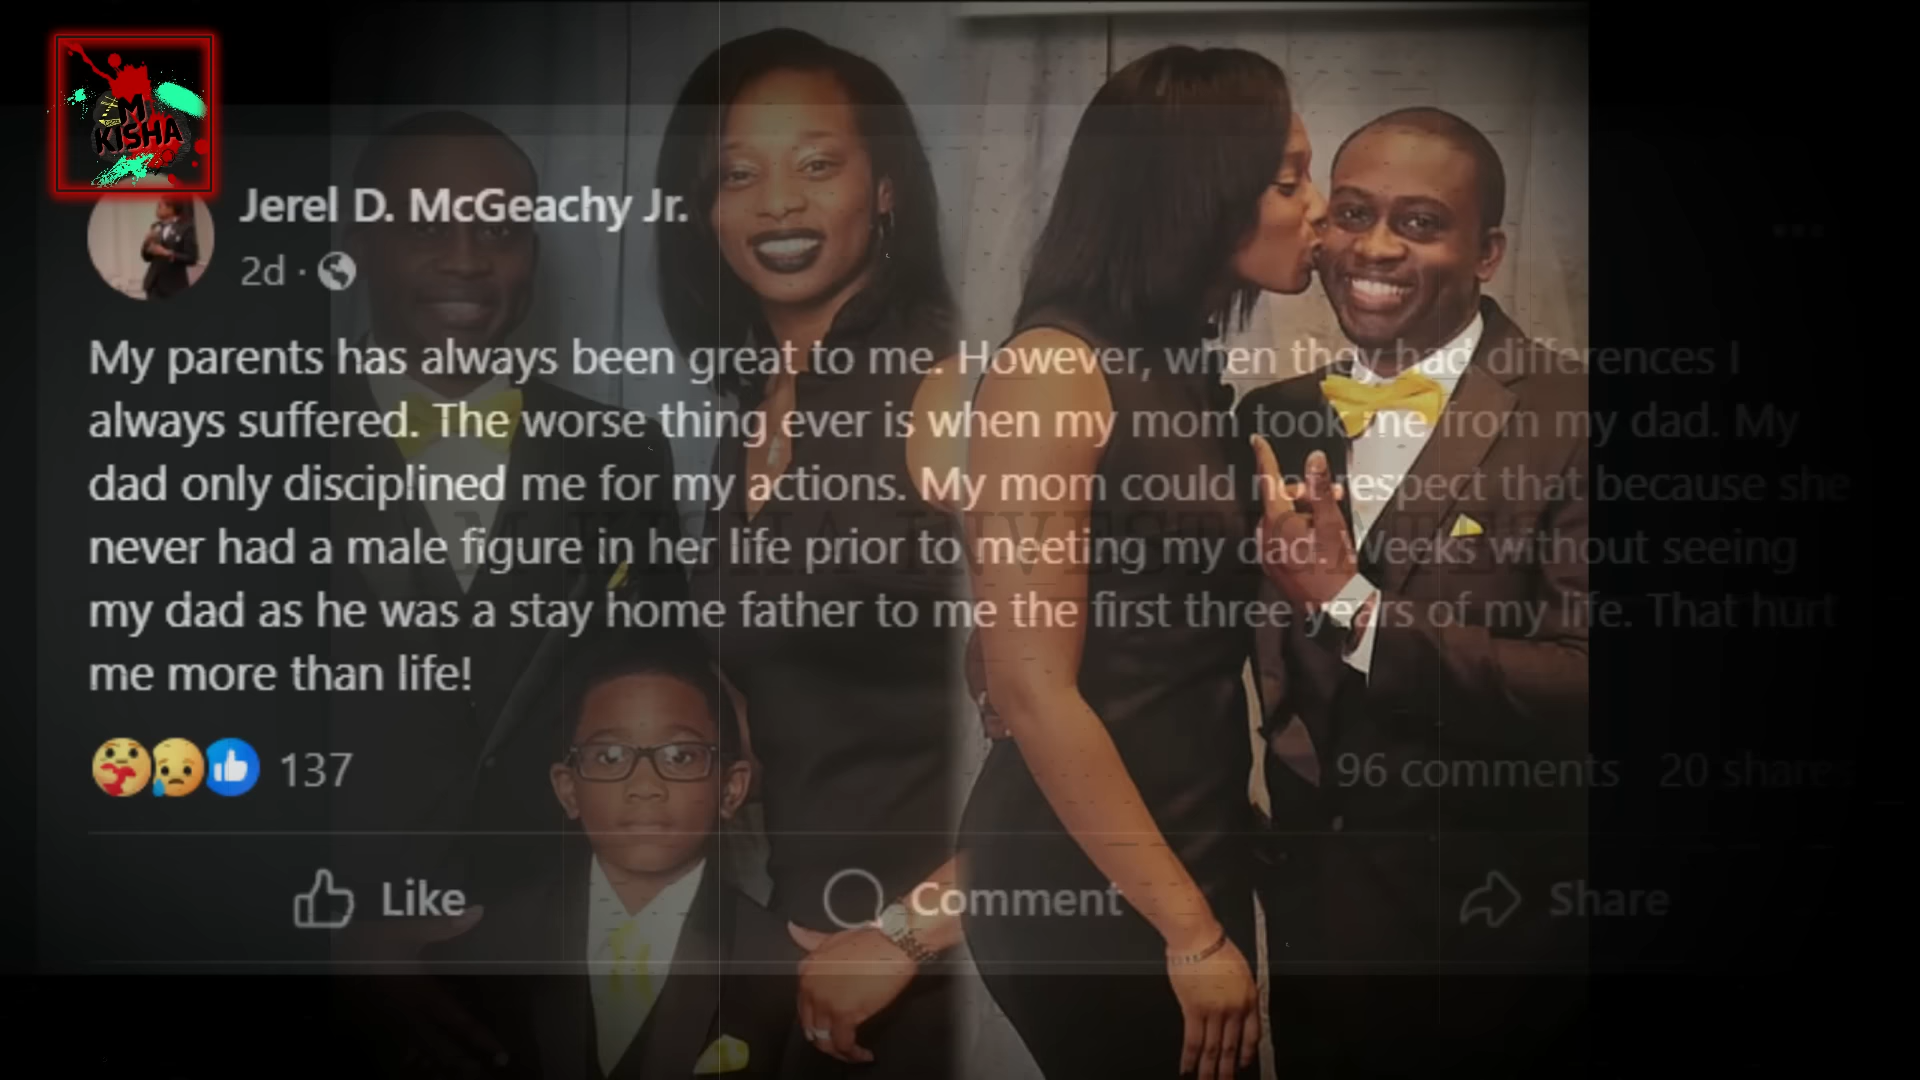 M
KISHA
Jerel D. McGeachy Jr.
2d ·
My parents has always been great to me. However, when they had differences I
always suffered. The worse thing ever is when my mom took me from my dad. My
dad only disciplined me for my actions. My mom could not respect that because she
M KISHA INVESTIGATES
never had a male figure in her life prior to meeting my dad. Weeks without seeing
my dad as he was a stay home father to me the first three years of my life. That hurt
me more than life!
137
96 comments 20 shares
Like Comment Share